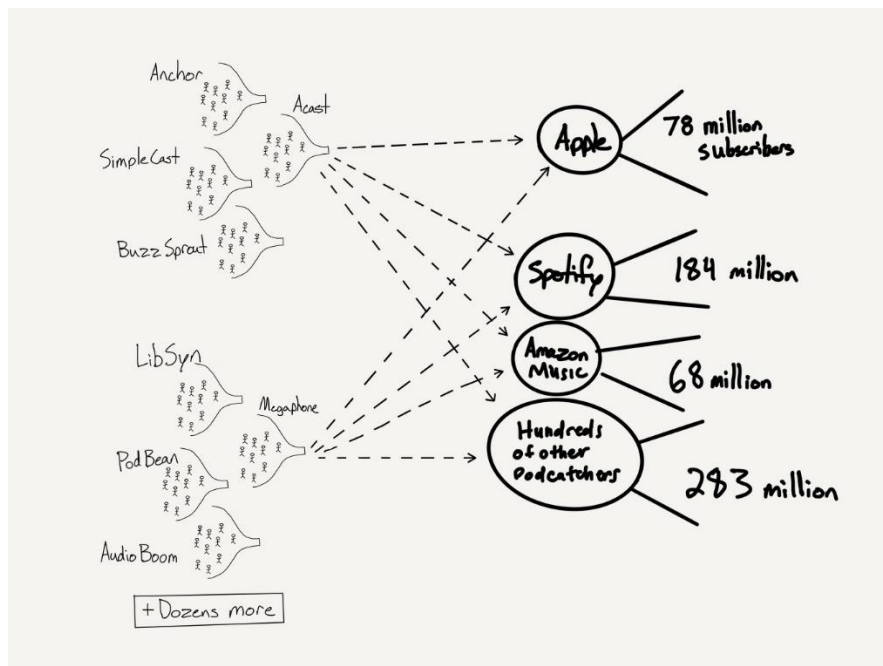 Anchor
Acast
SimpleCast
BuzzSprout
LibSyn
Megaphone
PodBean
AudioBoom
+ Dozens more
Apple
78 million
subscribers
Spotify
184 million
Amazon
Music
68 million
Hundreds
of other
Podcatchers
283 million